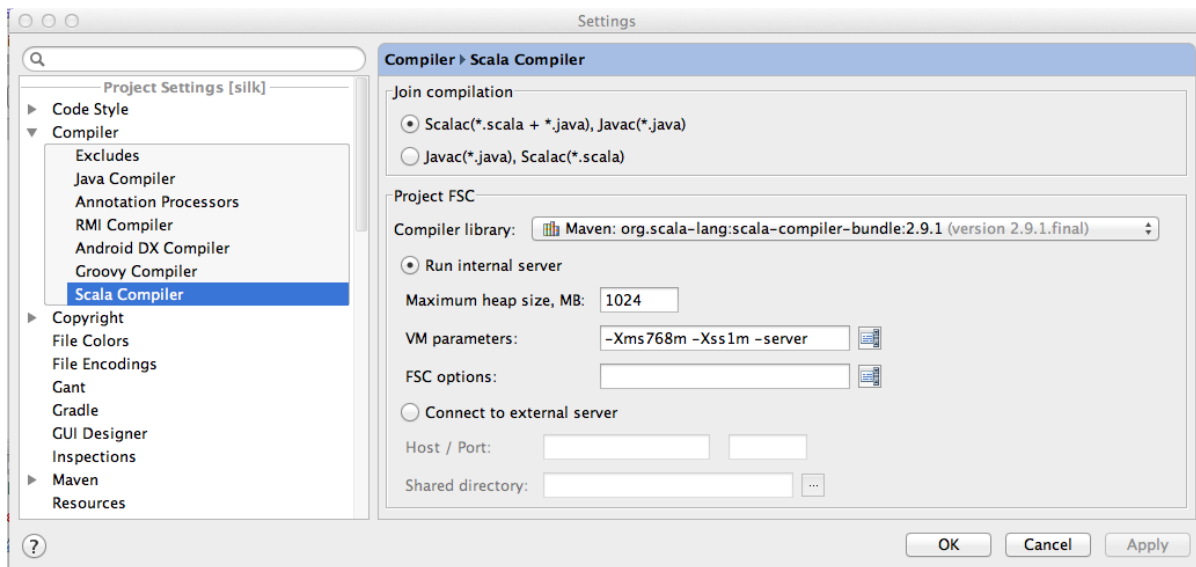 Settings
Project Settings [silk]
Code Style
Compiler
Excludes
Java Compiler
Annotation Processors
RMI Compiler
Android DX Compiler
Groovy Compiler
Scala Compiler
Copyright
File Colors
File Encodings
Gant
Gradle
GUI Designer
Inspections
Maven
Resources
Compiler Scala Compiler
Join compilation
Scalac(*.scala + *.java), Javac(*.java)
Javac(*.java), Scalac(*.scala)
Project FSC
Compiler library: Maven: org.scala-lang:scala-compiler-bundle:2.9.1 (version 2.9.1.final)
Run internal server
Maximum heap size, MB: 1024
VM parameters: -Xms768m -Xss1m -server
FSC options:
Connect to external server
Host / Port:
Shared directory: ...
? OK Cancel Apply